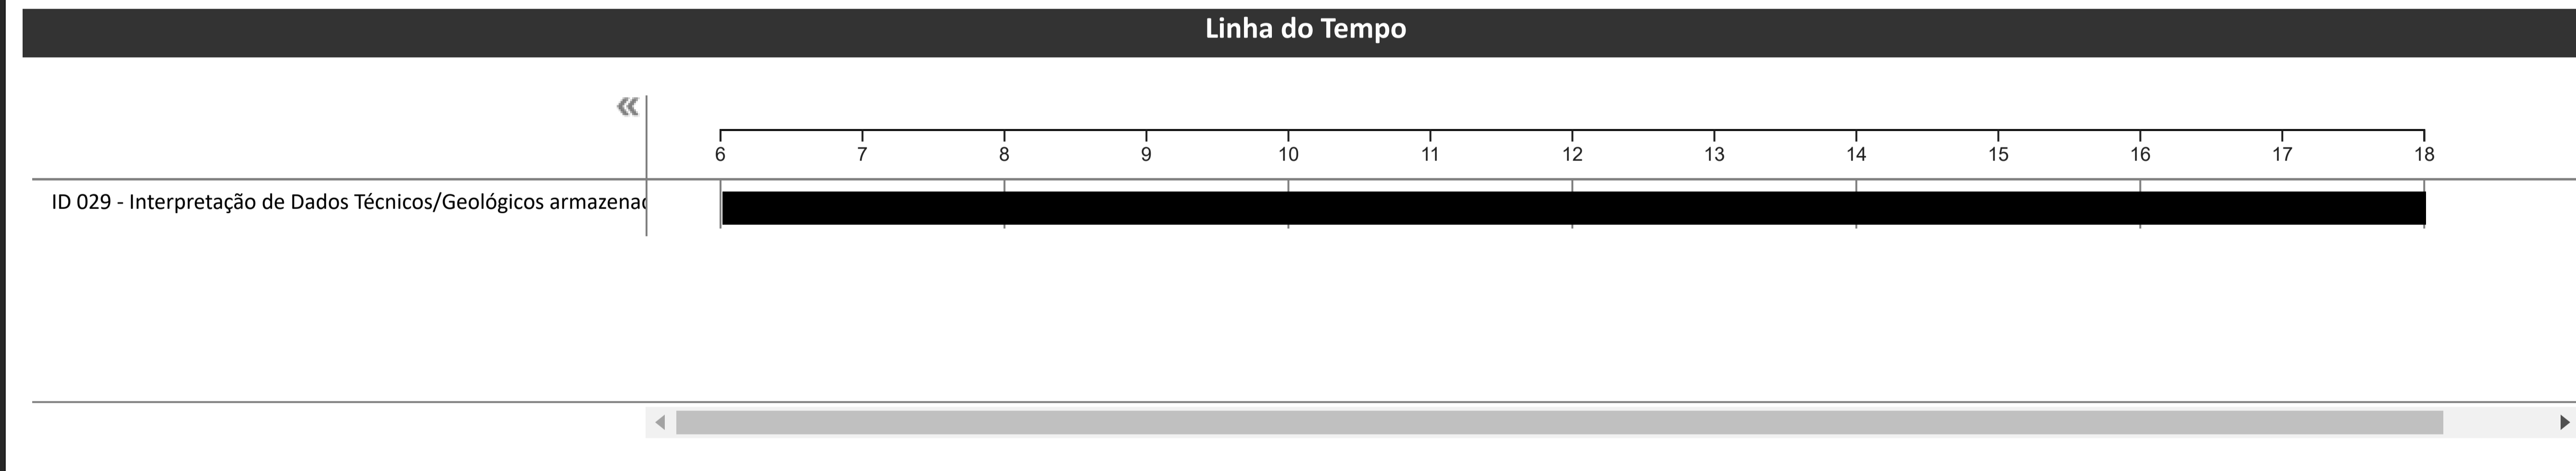 Linha do Tempo
6 7 8 9 10 11 12 13 14 15 16 17 18
ID 029 - Interpretação de Dados Técnicos/Geológicos